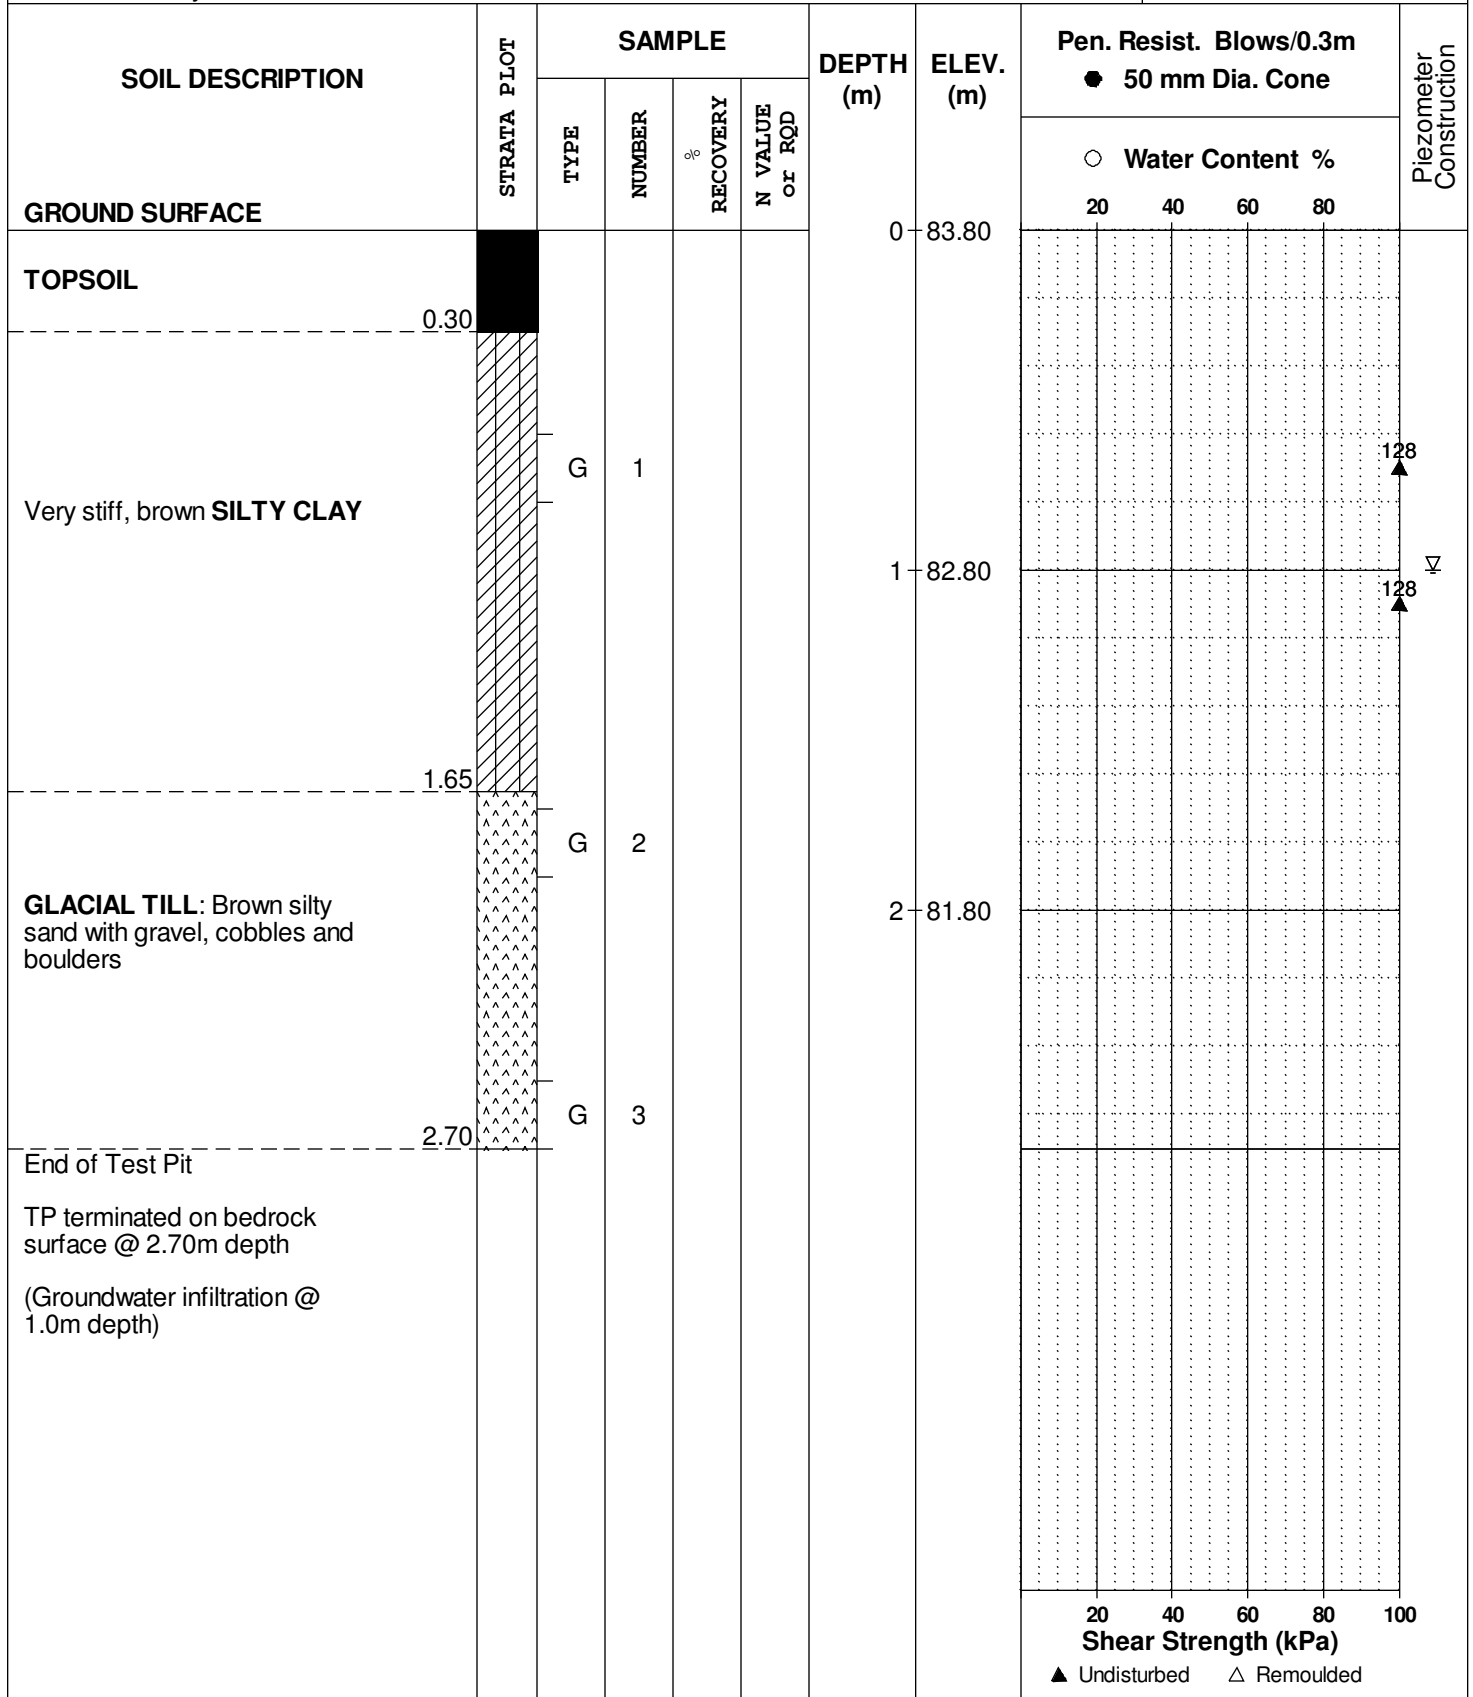 SOIL DESCRIPTION
GROUND SURFACE
STRATA PLOT
SAMPLE
TYPE
NUMBER
%
RECOVERY
N VALUE
or RQD
DEPTH
(m)
ELEV.
(m)
Pen. Resist. Blows/0.3m
● 50 mm Dia. Cone
○ Water Content %
20 40 60 80
Piezometer
Construction
0 83.80
TOPSOIL
0.30
128
G 1
Very stiff, brown SILTY CLAY
1 82.80
128
1.65
G 2
GLACIAL TILL: Brown silty
sand with gravel, cobbles and
boulders
2 81.80
G 3
2.70
End of Test Pit
TP terminated on bedrock
surface @ 2.70m depth
(Groundwater infiltration @
1.0m depth)
20 40 60 80 100
Shear Strength (kPa)
▲ Undisturbed △ Remoulded